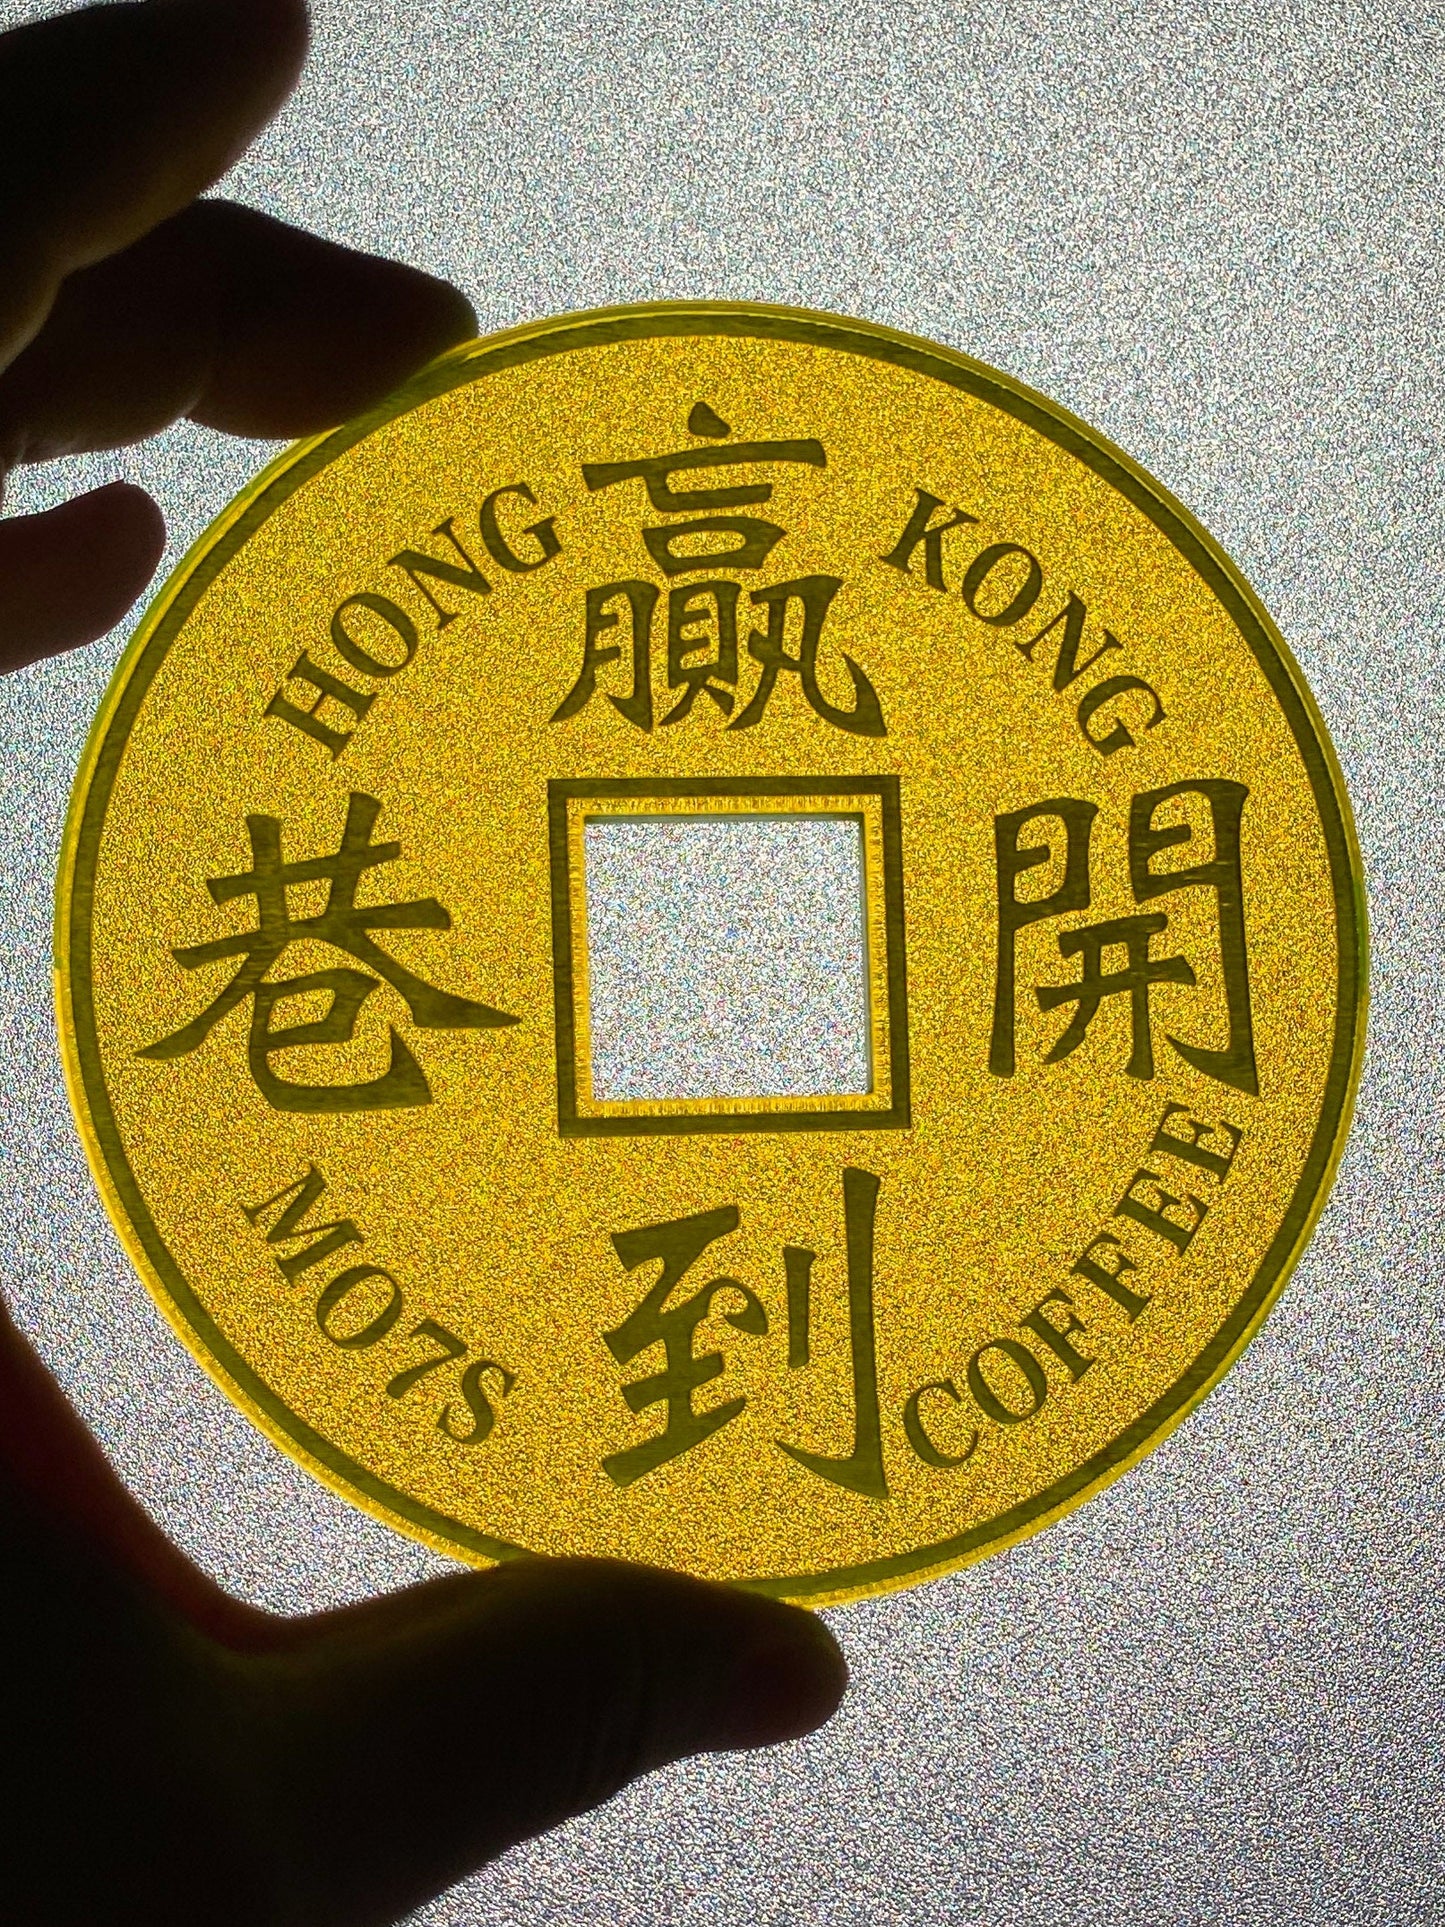 贏到開巷
HONG KONG
MO7S COFFEE